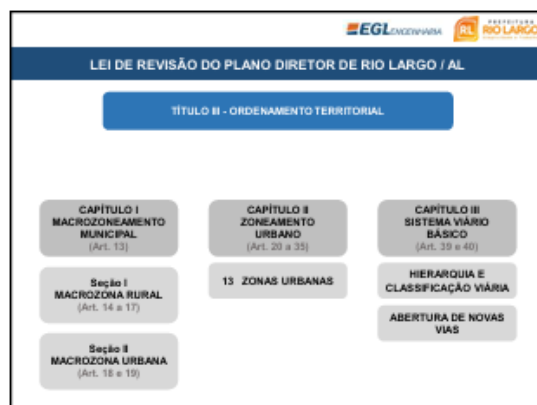 EGL ENGENHARIA
RL
PREFEITURA
RIO LARGO
LEI DE REVISÃO DO PLANO DIRETOR DE RIO LARGO / AL
TÍTULO III - ORDENAMENTO TERRITORIAL
CAPÍTULO I
MACROZONEAMENTO
MUNICIPAL
(Art. 13)
Seção I
MACROZONA RURAL
(Art. 14 a 17)
Seção II
MACROZONA URBANA
(Art. 18 e 19)
CAPÍTULO II
ZONEAMENTO
URBANO
(Art. 20 a 35)
13 ZONAS URBANAS
CAPÍTULO III
SISTEMA VIÁRIO
BÁSICO
(Art. 39 e 40)
HIERARQUIA E
CLASSIFICAÇÃO VIÁRIA
ABERTURA DE NOVAS
VIAS